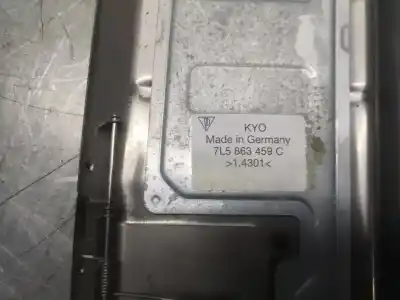 KYO
Made in Germany
7L5 863 459 C
>1.4301<